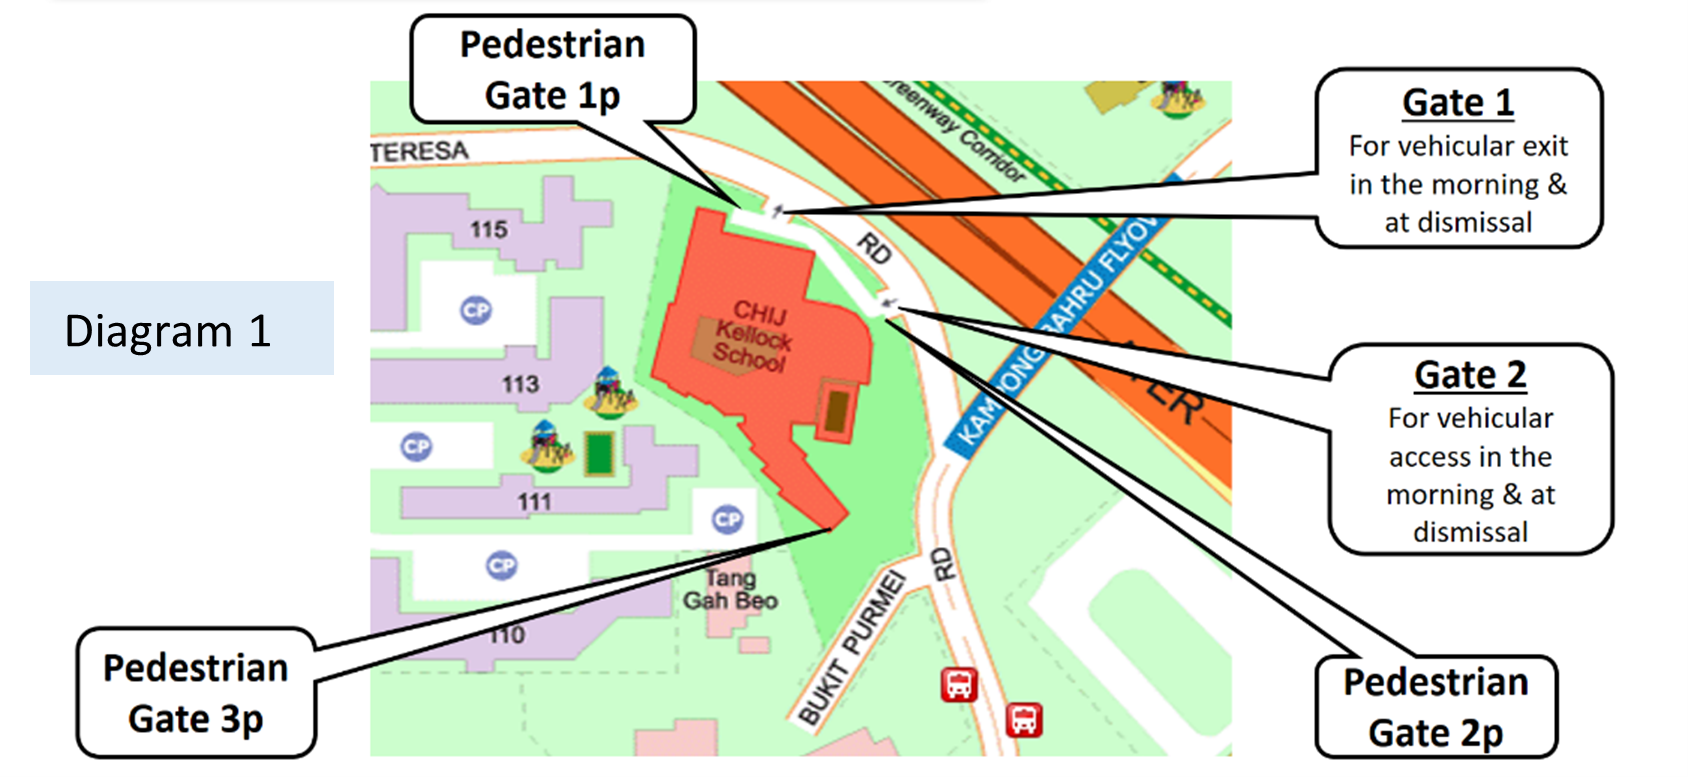 Pedestrian
Gate 1p
Gate 1
For vehicular exit
in the morning &
at dismissal
Greenway Corridor
TERESA
RD
115
CP
KAMPONG BAHRU FLYOV
Diagram 1
CHIJ
Kellock
School
113
Gate 2
For vehicular
access in the
morning & at
dismissal
CP
111
CP
CP
RD
Tang
Gah Beo
BUKIT PURMEI
110
Pedestrian
Gate 3p
Pedestrian
Gate 2p